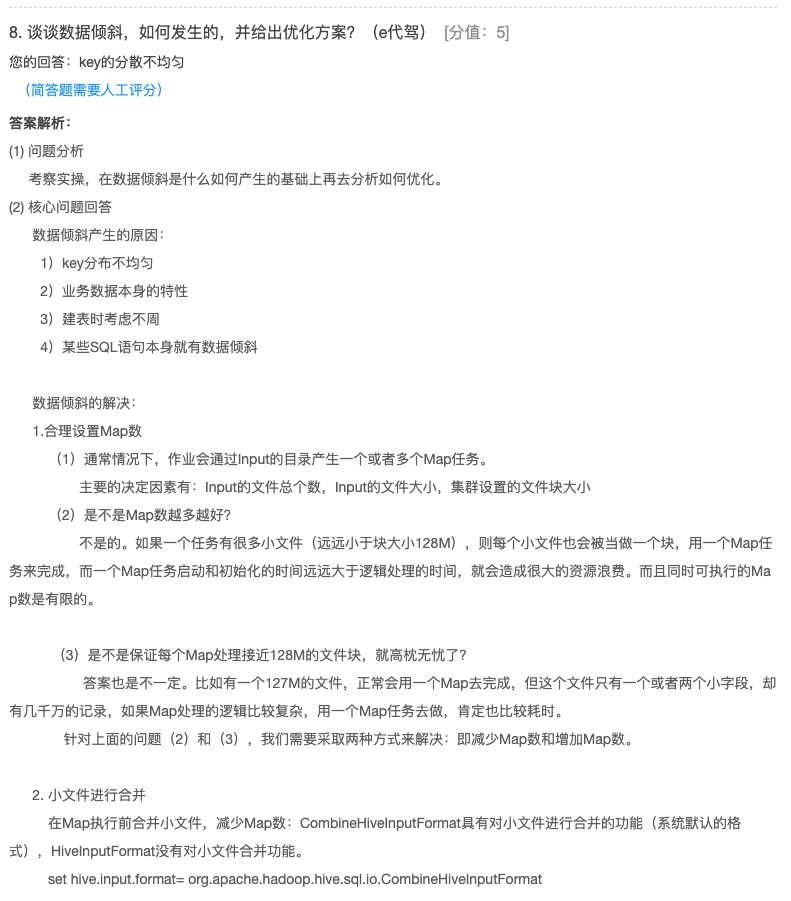 8. 谈谈数据倾斜，如何发生的，并给出优化方案？（e代驾） [分值：5]
您的回答：key的分散不均匀
（简答题需要人工评分）
答案解析：
(1) 问题分析
考察实操，在数据倾斜是什么如何产生的基础上再去分析如何优化。
(2) 核心问题回答
数据倾斜产生的原因：
1）key分布不均匀
2）业务数据本身的特性
3）建表时考虑不周
4）某些SQL语句本身就有数据倾斜
数据倾斜的解决：
1.合理设置Map数
（1）通常情况下，作业会通过Input的目录产生一个或者多个Map任务。
主要的决定因素有：Input的文件总个数，Input的文件大小，集群设置的文件块大小
（2）是不是Map数越多越好？
不是的。如果一个任务有很多小文件（远远小于块大小128M），则每个小文件也会被当做一个块，用一个Map任
务来完成，而一个Map任务启动和初始化的时间远远大于逻辑处理的时间，就会造成很大的资源浪费。而且同时可执行的Ma
p数是有限的。
（3）是不是保证每个Map处理接近128M的文件块，就高枕无忧了？
答案也是不一定。比如有一个127M的文件，正常会用一个Map去完成，但这个文件只有一个或者两个小字段，却
有几千万的记录，如果Map处理的逻辑比较复杂，用一个Map任务去做，肯定也比较耗时。
针对上面的问题（2）和（3），我们需要采取两种方式来解决：即减少Map数和增加Map数。
2. 小文件进行合并
在Map执行前合并小文件，减少Map数：CombineHiveInputFormat具有对小文件进行合并的功能（系统默认的格
式），HiveInputFormat没有对小文件合并功能。
set hive.input.format= org.apache.hadoop.hive.sql.io.CombineHiveInputFormat